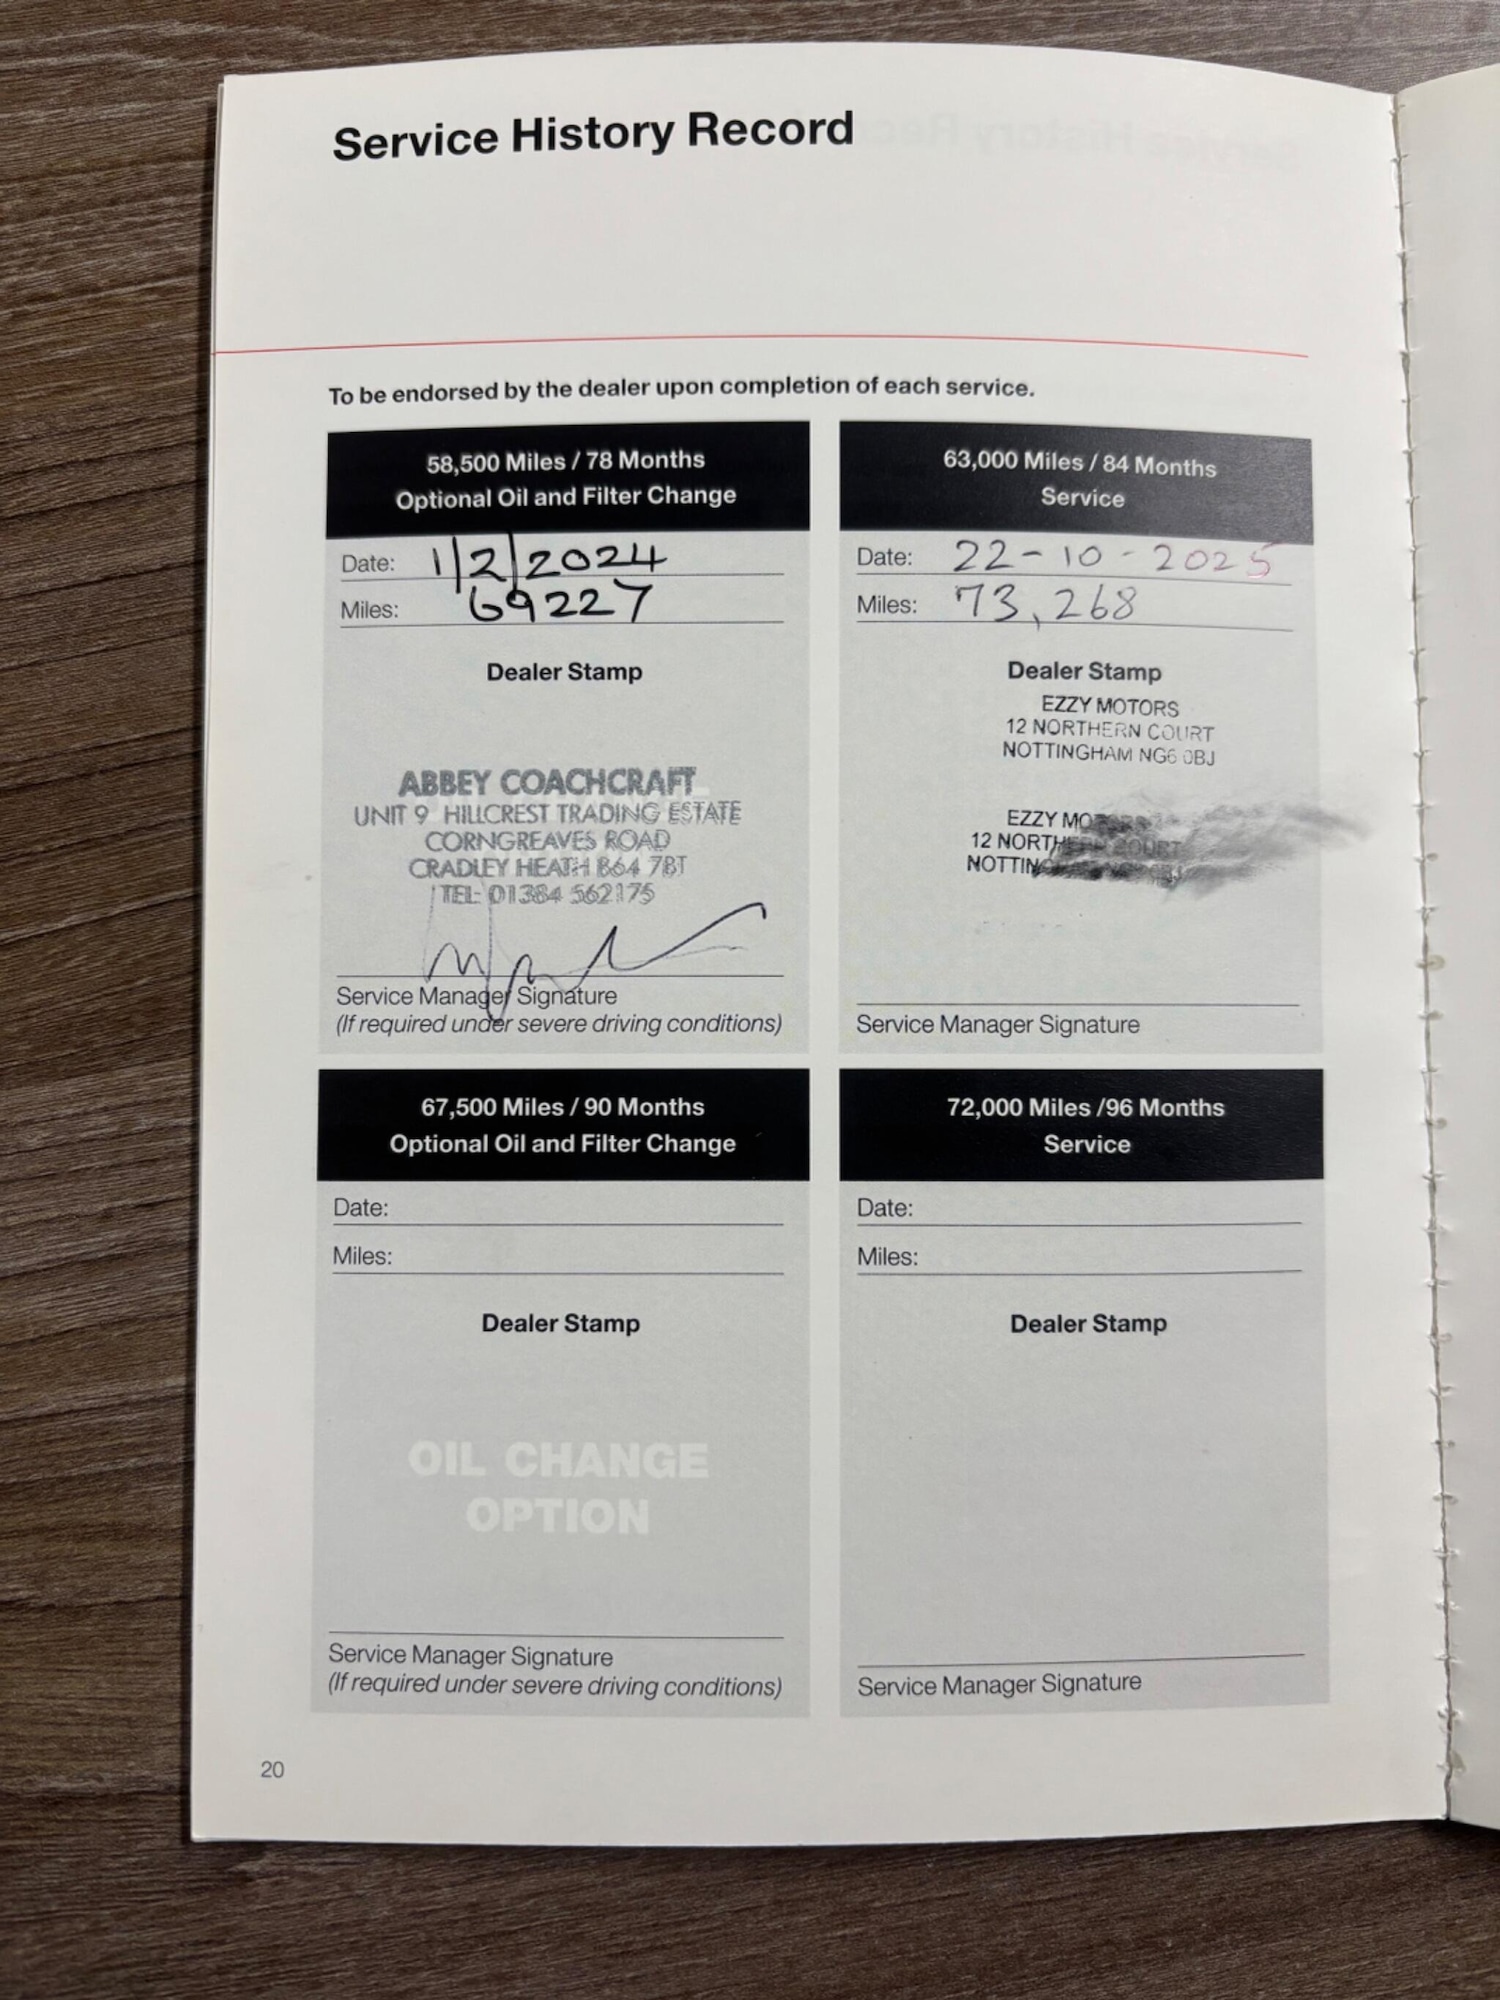 Service History Record
To be endorsed by the dealer upon completion of each service.
58,500 Miles / 78 Months
Optional Oil and Filter Change
Date: 1/2/2024
Miles: 69227
Dealer Stamp
ABBEY COACHCRAFT
UNIT 9 HILLCREST TRADING ESTATE
CORNGREAVES ROAD
CRADLEY HEATH B64 7BT
TEL: 01384 562175
Service Manager Signature
(If required under severe driving conditions)
63,000 Miles / 84 Months
Service
Date: 22-10-2025
Miles: 73,268
Dealer Stamp
EZZY MOTORS
12 NORTHERN COURT
NOTTINGHAM NG6 0BJ
EZZY MOTORS
12 NORTHERN COURT
Service Manager Signature
67,500 Miles / 90 Months
Optional Oil and Filter Change
Date:
Miles:
Dealer Stamp
OIL CHANGE
OPTION
Service Manager Signature
(If required under severe driving conditions)
72,000 Miles /96 Months
Service
Date:
Miles:
Dealer Stamp
Service Manager Signature
20